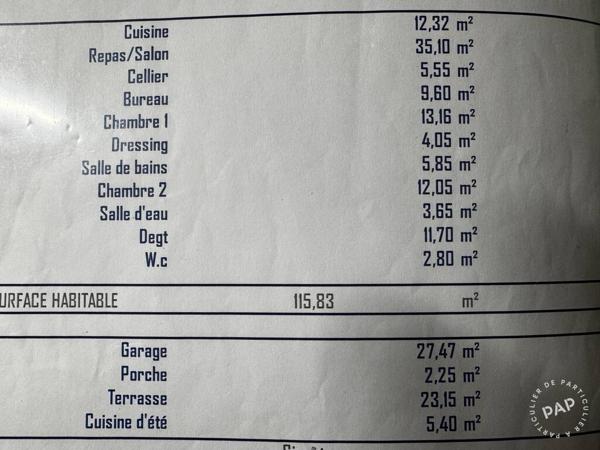 Cuisine 12,32 m²
Repas/Salon 35,10 m²
Cellier 5,55 m²
Bureau 9,60 m²
Chambre 1 13,16 m²
Dressing 4,05 m²
Salle de bains 5,85 m²
Chambre 2 12,05 m²
Salle d'eau 3,65 m²
Degt 11,70 m²
W.c 2,80 m²
URFACE HABITABLE 115,83 m²
Garage 27,47 m²
Porche 2,25 m²
Terrasse 23,15 m²
Cuisine d'été 5,40 m²
DE PARTICULIER À PARTICULIER
PAP